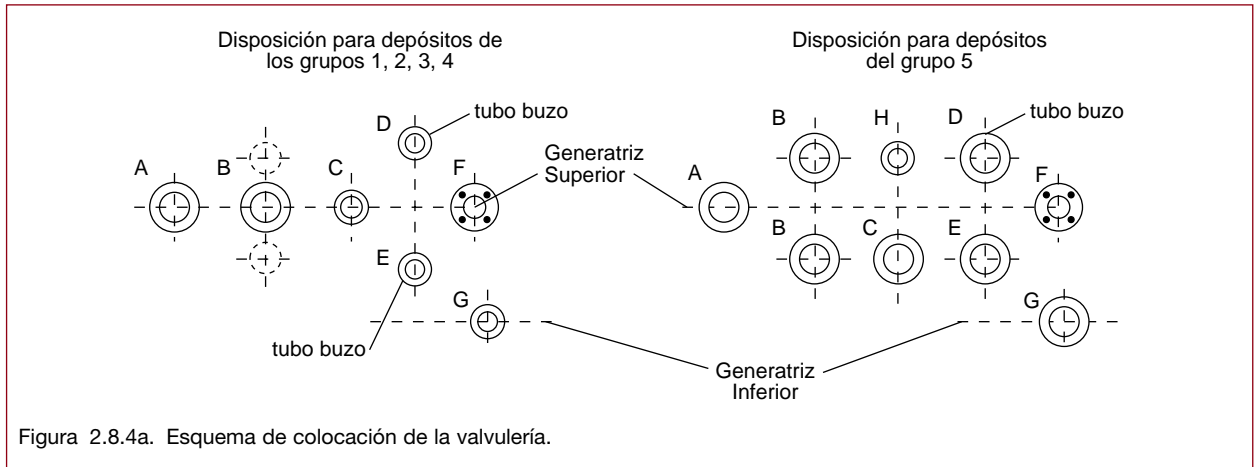 Disposición para depósitos de
los grupos 1, 2, 3, 4
D
tubo buzo
A
B
C
F
E
G
tubo buzo
Generatriz
Superior
Disposición para depósitos
del grupo 5
B
H
D
tubo buzo
A
F
B
C
E
G
Generatriz
Inferior
Figura 2.8.4a. Esquema de colocación de la valvulería.